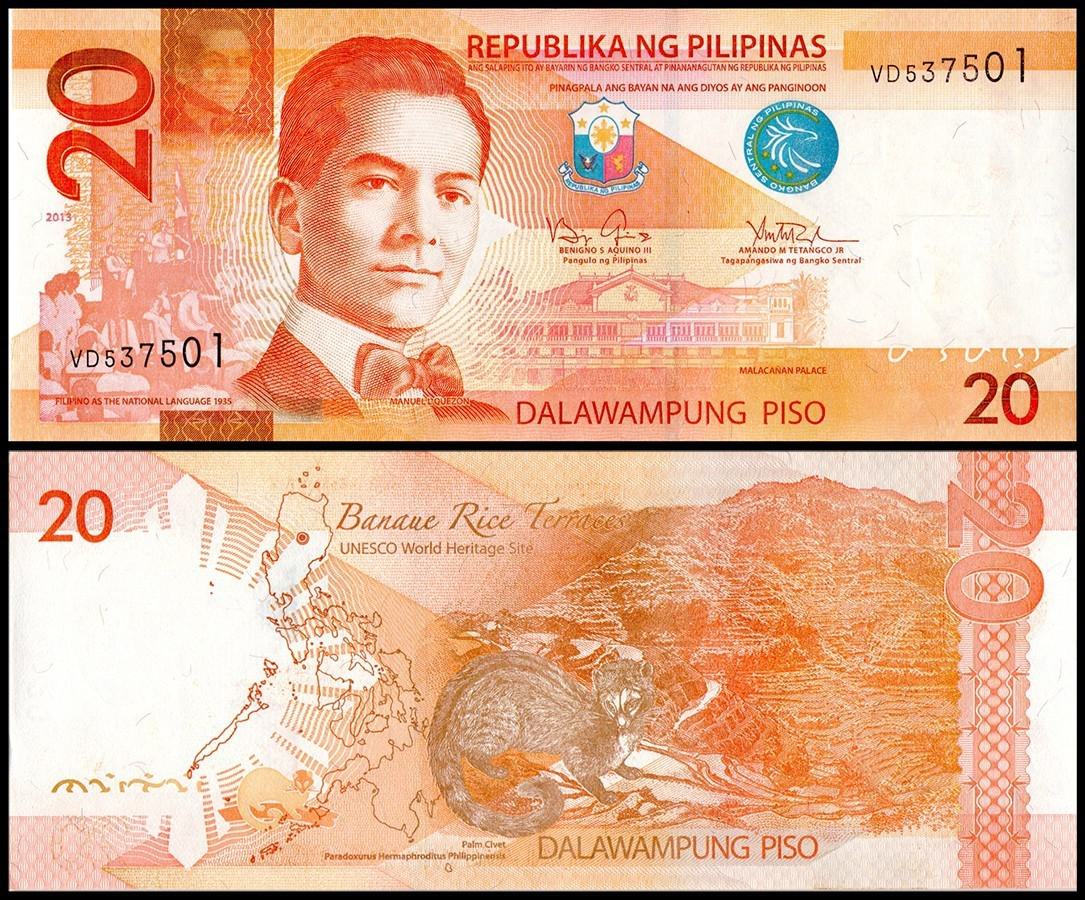 20
REPUBLIKA NG PILIPINAS
ANG SALAPING ITO AY BAYARIN NG BANGKO SENTRAL AT PINANANAGUTAN NG REPUBLIKA NG PILIPINAS
PINAGPALA ANG BAYAN NA ANG DIYOS AY ANG PANGINOON
VD537501
REPUBLIKA NG PILIPINAS
BANGKO SENTRAL NG PILIPINAS
2013
BENIGNO S AQUINO III
Pangulo ng Pilipinas
AMANDO M TETANGCO JR
Tagapangasiwa ng Bangko Sentral
VD537501
MALACAÑAN PALACE
FILIPINO AS THE NATIONAL LANGUAGE 1935
MANUEL L QUEZON
DALAWAMPUNG PISO
20
20
Banaue Rice Terraces
UNESCO World Heritage Site
20
Palm Civet
Paradoxurus Hermaphroditus Philippinensis
DALAWAMPUNG PISO